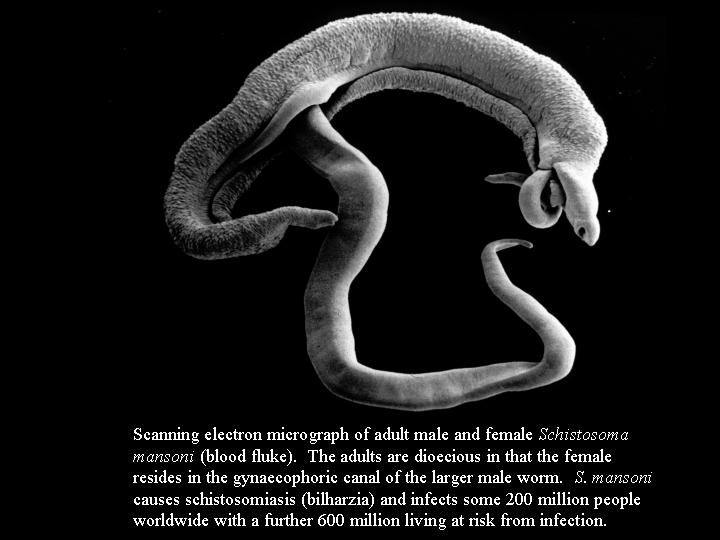 Scanning electron micrograph of adult male and female Schistosoma
mansoni (blood fluke).  The adults are dioecious in that the female
resides in the gynaecophoric canal of the larger male worm.  S. mansoni
causes schistosomiasis (bilharzia) and infects some 200 million people
worldwide with a further 600 million living at risk from infection.